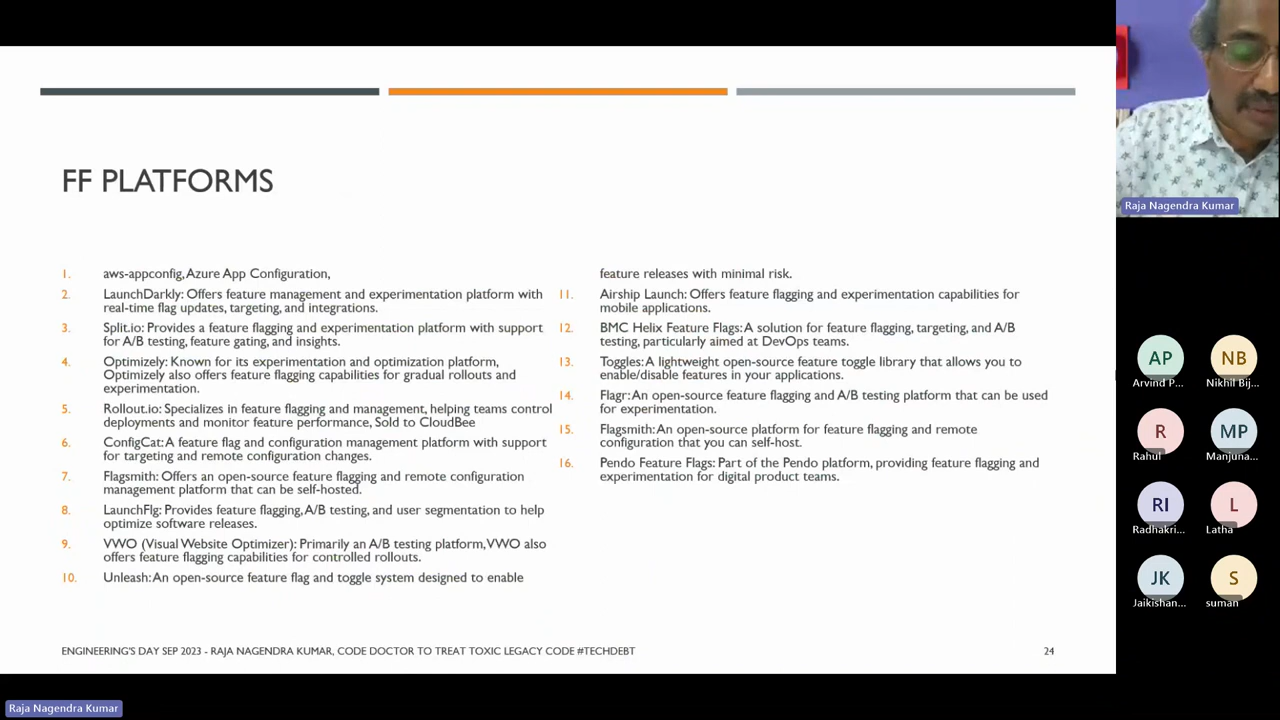 FF PLATFORMS
1. aws-appconfig, Azure App Configuration,
2. LaunchDarkly: Offers feature management and experimentation platform with
real-time flag updates, targeting, and integrations.
3. Split.io: Provides a feature flagging and experimentation platform with support
for A/B testing, feature gating, and insights.
4. Optimizely: Known for its experimentation and optimization platform,
Optimizely also offers feature flagging capabilities for gradual rollouts and
experimentation.
5. Rollout.io: Specializes in feature flagging and management, helping teams control
deployments and monitor feature performance, Sold to CloudBee
6. ConfigCat: A feature flag and configuration management platform with support
for targeting and remote configuration changes.
7. Flagsmith: Offers an open-source feature flagging and remote configuration
management platform that can be self-hosted.
8. LaunchFlg: Provides feature flagging, A/B testing, and user segmentation to help
optimize software releases.
9. VWO (Visual Website Optimizer): Primarily an A/B testing platform, VWO also
offers feature flagging capabilities for controlled rollouts.
10. Unleash: An open-source feature flag and toggle system designed to enable
feature releases with minimal risk.
11. Airship Launch: Offers feature flagging and experimentation capabilities for
mobile applications.
12. BMC Helix Feature Flags: A solution for feature flagging, targeting, and A/B
testing, particularly aimed at DevOps teams.
13. Toggles: A lightweight open-source feature toggle library that allows you to
enable/disable features in your applications.
14. Flagr: An open-source feature flagging and A/B testing platform that can be used
for experimentation.
15. Flagsmith: An open-source platform for feature flagging and remote
configuration that you can self-host.
16. Pendo Feature Flags: Part of the Pendo platform, providing feature flagging and
experimentation for digital product teams.
ENGINEERING'S DAY SEP 2023 - RAJA NAGENDRA KUMAR, CODE DOCTOR TO TREAT TOXIC LEGACY CODE #TECHDEBT
24
Raja Nagendra Kumar
AP
NB
Arvind P...
Nikhil Bij...
R
MP
Rahul
Manjuna...
RI
L
Radhakri...
Latha
JK
S
Jaikishan...
suman
Raja Nagendra Kumar